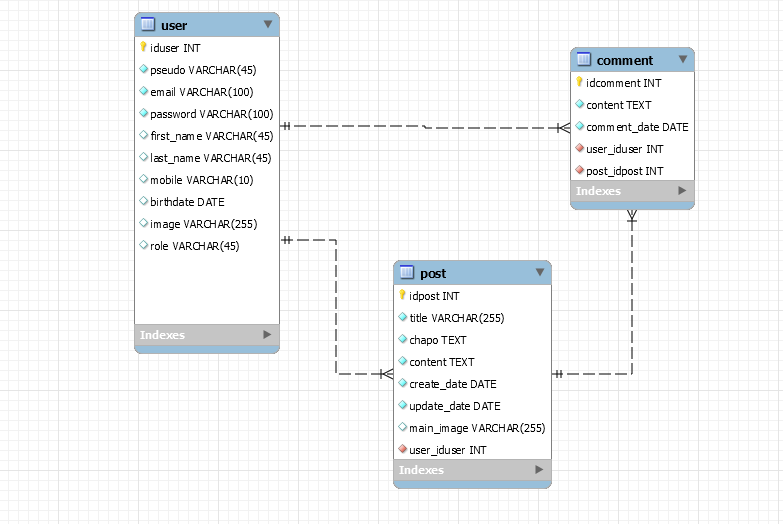 user
iduser INT
pseudo VARCHAR(45)
email VARCHAR(100)
password VARCHAR(100)
first_name VARCHAR(45)
last_name VARCHAR(45)
mobile VARCHAR(10)
birthdate DATE
image VARCHAR(255)
role VARCHAR(45)
Indexes
comment
idcomment INT
content TEXT
comment_date DATE
user_iduser INT
post_idpost INT
Indexes
post
idpost INT
title VARCHAR(255)
chapo TEXT
content TEXT
create_date DATE
update_date DATE
main_image VARCHAR(255)
user_iduser INT
Indexes